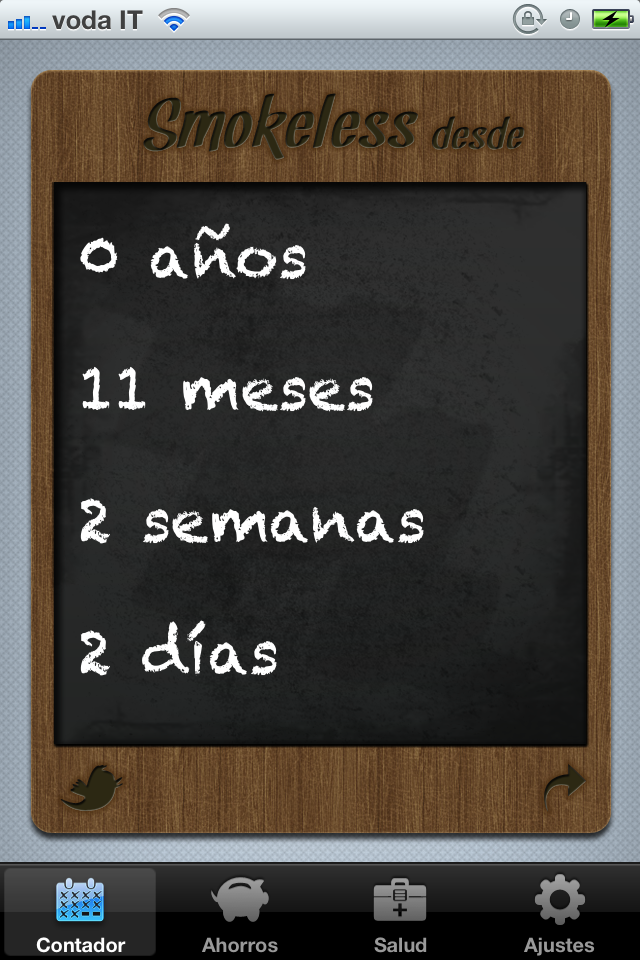 voda IT
Smokeless desde
0 años
11 meses
2 semanas
2 días
Contador Ahorros Salud Ajustes